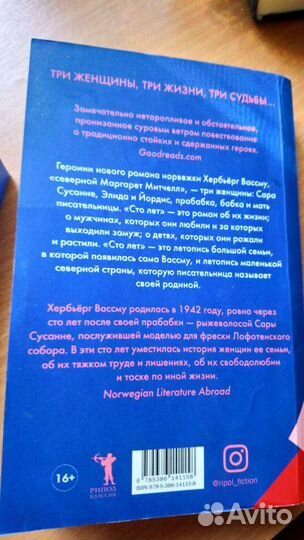 ТРИ ЖЕНЩИНЫ, ТРИ ЖИЗНИ, ТРИ СУДЬБЫ...
Замечательно неторопливое и обстоятельное,
пронизанное суровым ветром повествование
о традиционно стойких и сдержанных героях.
Goodreads.com
Героини нового романа норвежки Хербьёрг Вассму,
«северной Маргарет Митчелл», — три женщины: Сара
Сусанне, Элида и Йордис, прабабка, бабка и мать
писательницы. «Сто лет» — это роман об их жизни;
о мужчинах, которых они любили и за которых
выходили замуж; о детях, которых они рожали
и растили. «Сто лет» — это летопись большой семьи,
в которой появилась сама Вассму, и летопись маленькой
северной страны, которую писательница называет
своей родиной.
Хербьёрг Вассму родилась в 1942 году, ровно через
сто лет после своей прабабки — рыжеволосой Сары
Сусанне, послужившей моделью для фрески Лофотенского
собора. В эти сто лет уместилась история женщин ее семьи,
об их тяжком труде и лишениях, об их свободолюбии
и тоске по иной жизни.
Norwegian Literature Abroad
16+
РИПОЛ
КЛАССИК
9785386141158
ISBN 978-5-386-14115-8
@ripol_fiction
Avito